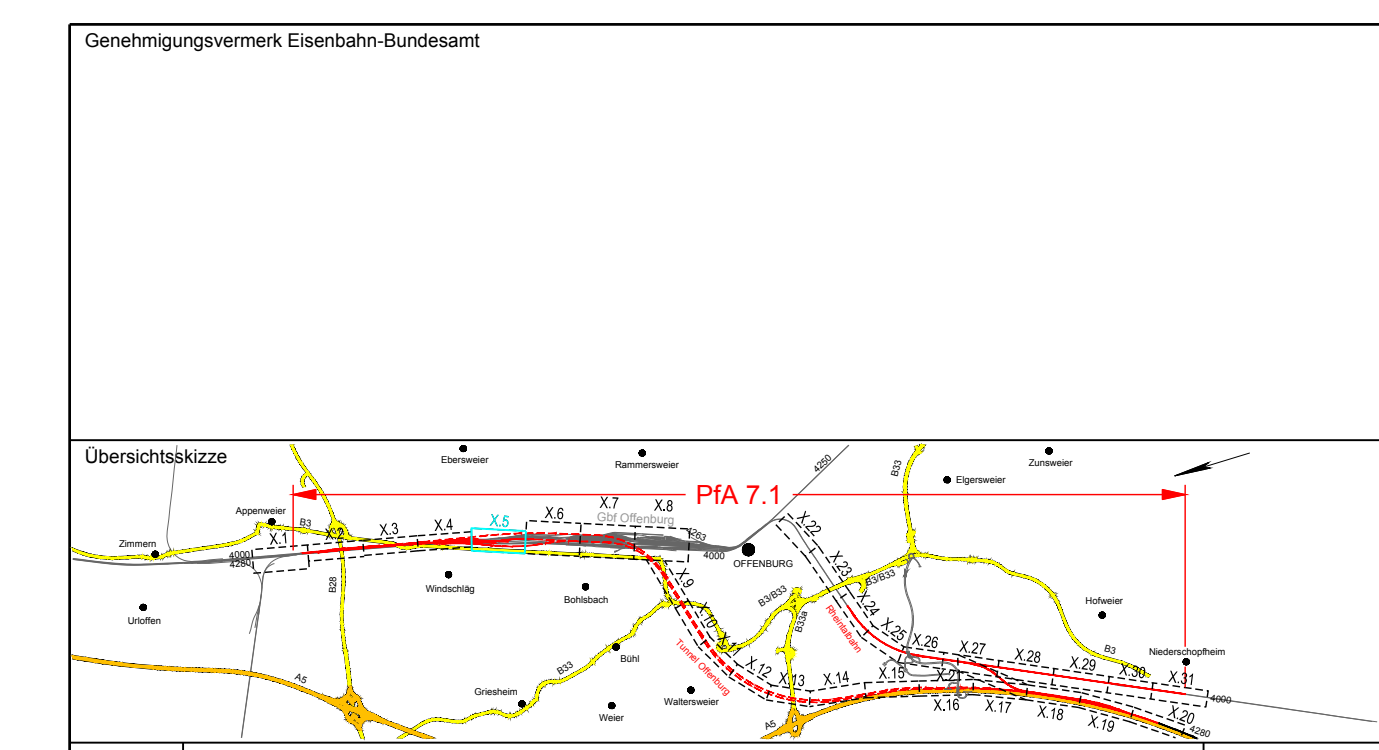 Genehmigungsvermerk Eisenbahn-Bundesamt
Übersichtsskizze
Ebersweier
Rammersweier
4250
B33
Zunsweier
Elgersweier
PfA 7.1
Appenweier
B3
X.1
X.2
X.3
X.4
X.5
X.6
X.7
X.8
Gbf Offenburg
4263
4000
OFFENBURG
X.22
X.23
X.24
X.25
X.26
X.27
X.28
X.29
X.30
X.31
Zimmern
4000
4280
B28
Windschläg
Bohlsbach
Urloffen
X.9
X.10
X.11
X.12
X.13
X.14
X.15
X.16
X.17
X.18
X.19
X.20
Tunnel Offenburg
B3/B33
B33a
B3/B33
Rheintalbahn
Hofweier
B3
Niederschopfheim
4000
4280
A5
Griesheim
B33
Bühl
Weier
Waltersweier
A5